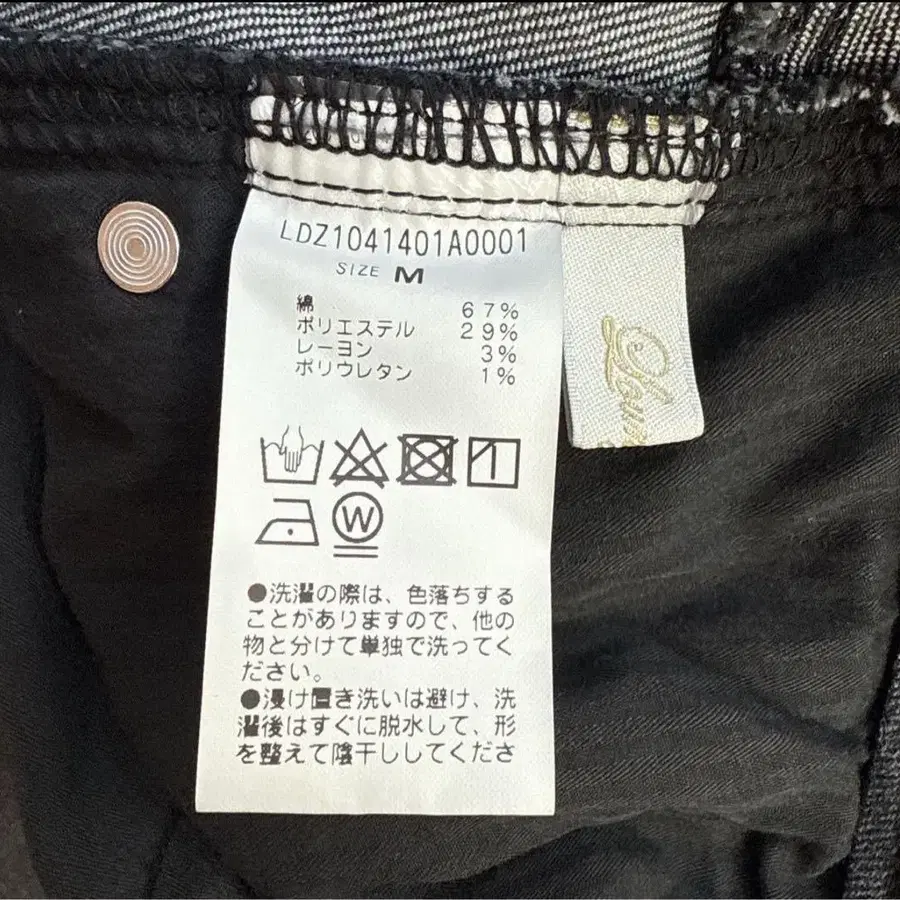 LDZ1041401A0001
SIZE M
綿 67%
ポリエステル 29%
レーヨン 3%
ポリウレタン 1%
W
●洗濯の際は、色落ちする
ことがありますので、他の
物と分けて単独で洗ってく
ださい。
●浸け置き洗いは避け、洗
濯後はすぐに脱水して、形
を整えて陰干ししてくださ